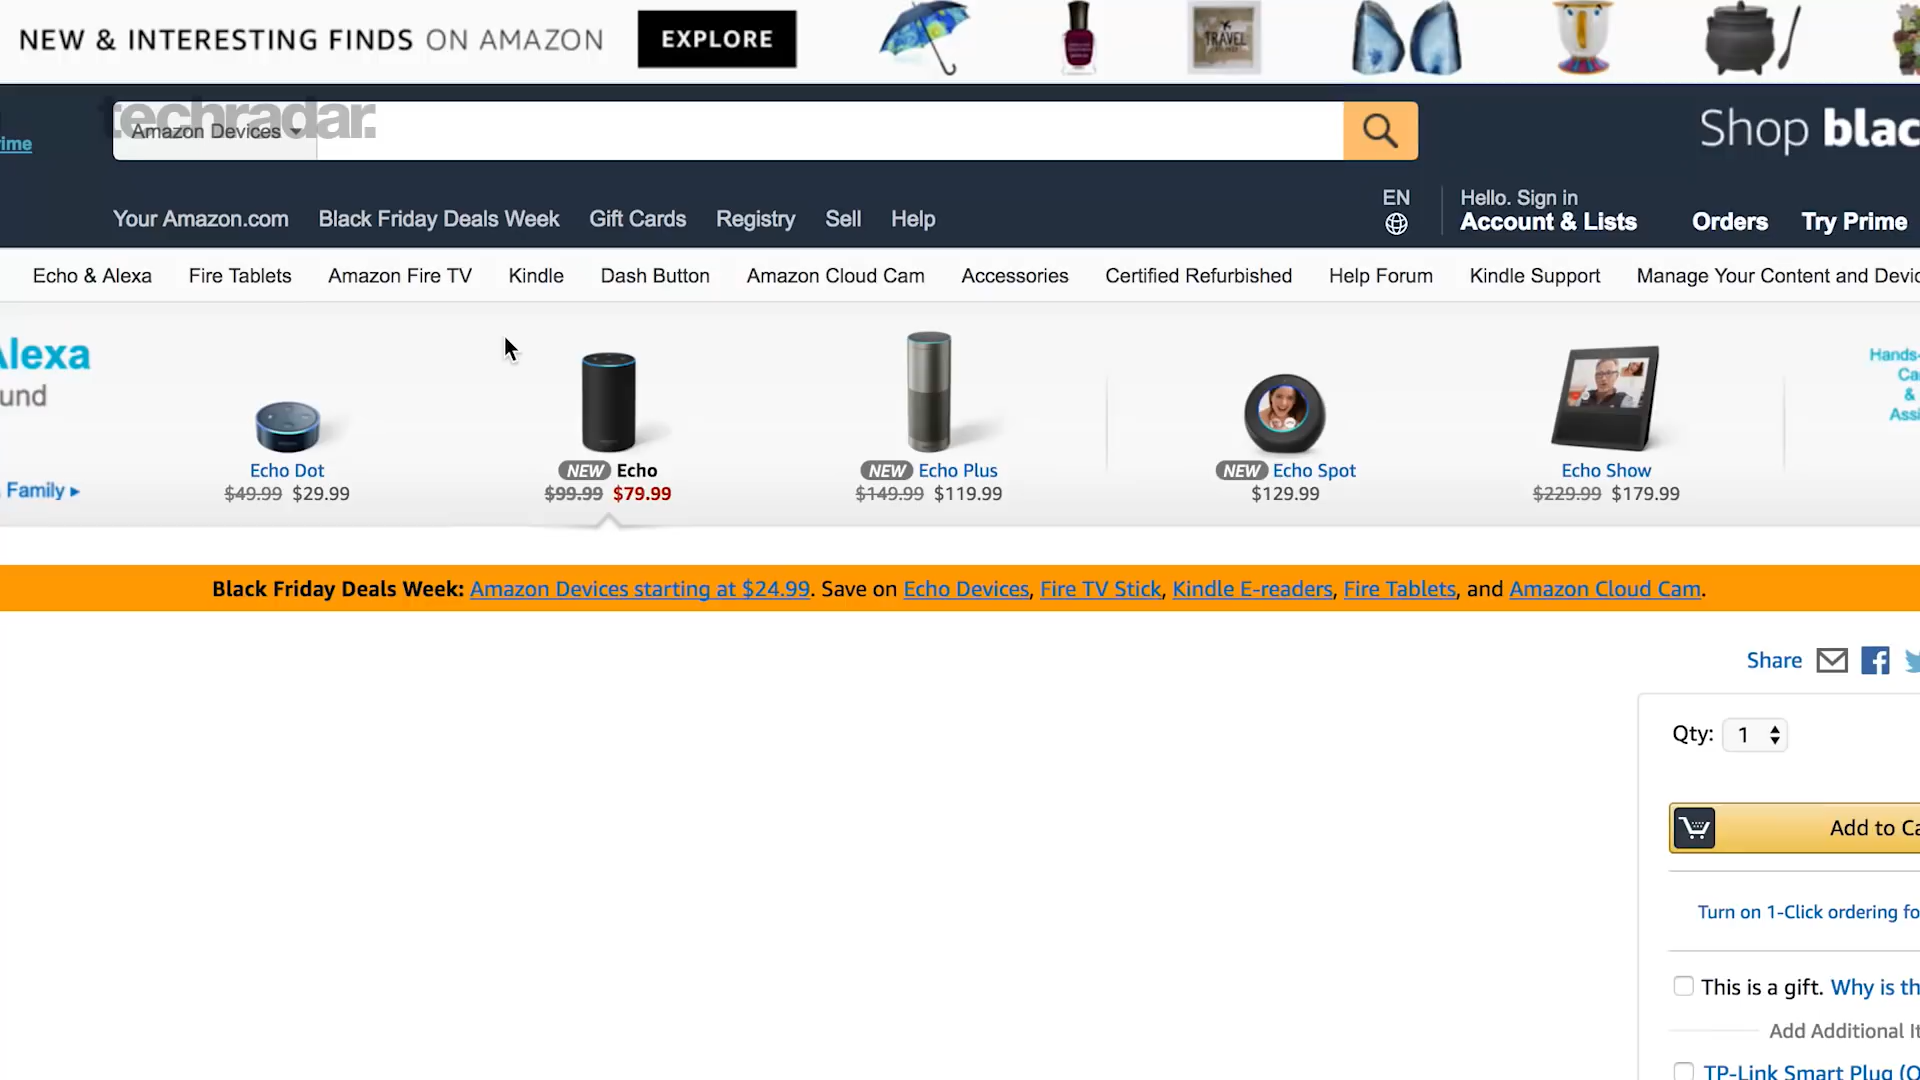 NEW & INTERESTING FINDS ON AMAZON EXPLORE
TRAVEL
techradar.
Amazon Devices
Shop blac
ime
EN
Hello. Sign in
Your Amazon.com Black Friday Deals Week Gift Cards Registry Sell Help Account & Lists Orders Try Prime
Echo & Alexa Fire Tablets Amazon Fire TV Kindle Dash Button Amazon Cloud Cam Accessories Certified Refurbished Help Forum Kindle Support Manage Your Content and Devic
Alexa
und
Family ▸
Hands-
Ca
&
Assi
Echo Dot NEW Echo NEW Echo Plus NEW Echo Spot Echo Show
$49.99 $29.99 $99.99 $79.99 $149.99 $119.99 $129.99 $229.99 $179.99
Black Friday Deals Week: Amazon Devices starting at $24.99. Save on Echo Devices, Fire TV Stick, Kindle E-readers, Fire Tablets, and Amazon Cloud Cam.
Share
Qty: 1
Add to Ca
Turn on 1-Click ordering fo
This is a gift. Why is th
Add Additional It
TP-Link Smart Plug (O